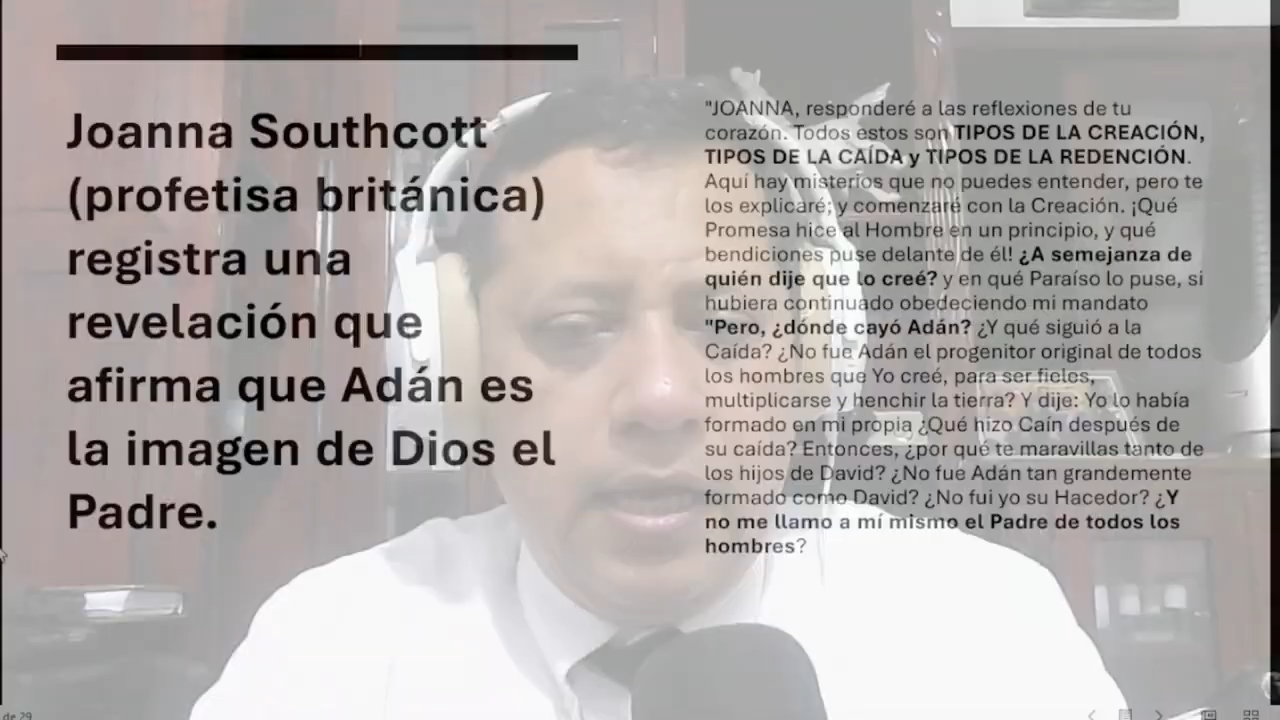 Joanna Southcott
(profetisa británica)
registra una
revelación que
afirma que Adán es
la imagen de Dios el
Padre.
"JOANNA, responderé a las reflexiones de tu
corazón. Todos estos son TIPOS DE LA CREACIÓN,
TIPOS DE LA CAÍDA y TIPOS DE LA REDENCIÓN.
Aquí hay misterios que no puedes entender, pero te
los explicaré; y comenzaré con la Creación. ¡Qué
Promesa hice al Hombre en un principio, y qué
bendiciones puse delante de él! ¿A semejanza de
quién dije que lo creé? y en qué Paraíso lo puse, si
hubiera continuado obedeciendo mi mandato
"Pero, ¿dónde cayó Adán? ¿Y qué siguió a la
Caída? ¿No fue Adán el progenitor original de todos
los hombres que Yo creé, para ser fieles,
multiplicarse y henchir la tierra? Y dije: Yo lo había
formado en mi propia ¿Qué hizo Caín después de
su caída? Entonces, ¿por qué te maravillas tanto de
los hijos de David? ¿No fue Adán tan grandemente
formado como David? ¿No fui yo su Hacedor? ¿Y
no me llamo a mí mismo el Padre de todos los
hombres?
de 29